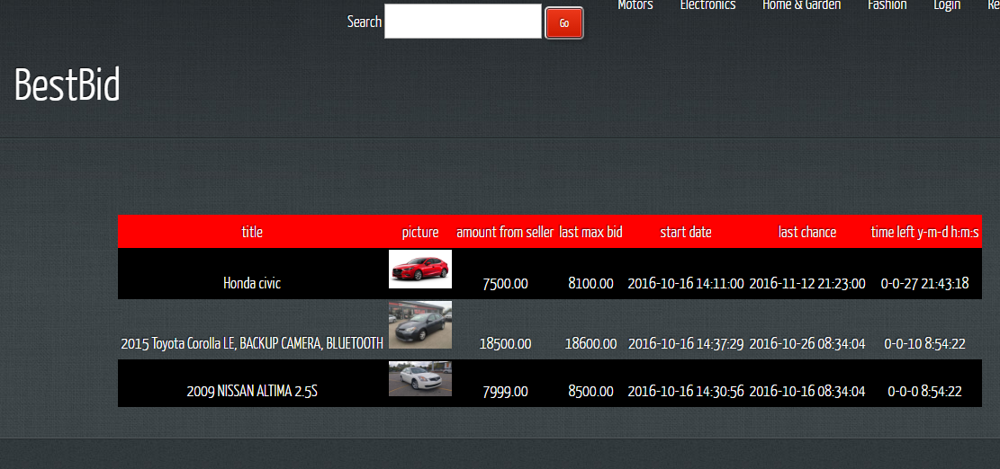 Motors Electronics Home & Garden Fashion Login Re
Search Go
BestBid
title picture amount from seller last max bid start date last chance time left y-m-d h:m:s
Honda civic 7500.00 8100.00 2016-10-16 14:11:00 2016-11-12 21:23:00 0-0-27 21:43:18
2015 Toyota Corolla LE, BACKUP CAMERA, BLUETOOTH 18500.00 18600.00 2016-10-16 14:37:29 2016-10-26 08:34:04 0-0-10 8:54:22
2009 NISSAN ALTIMA 2.5S 7999.00 8500.00 2016-10-16 14:30:56 2016-10-16 08:34:04 0-0-0 8:54:22